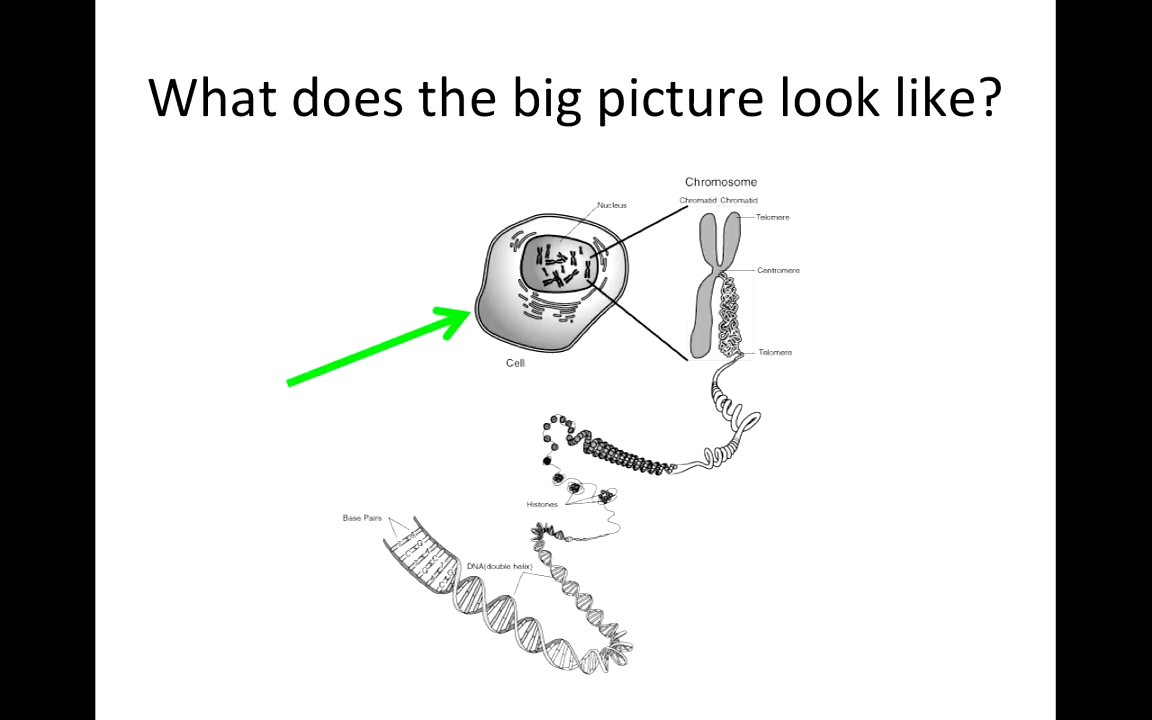 What does the big picture look like?
Chromosome
Chromatid Chromatid
Nucleus
Telomere
Centromere
Telomere
Cell
Histones
Base Pairs
DNA(double helix)